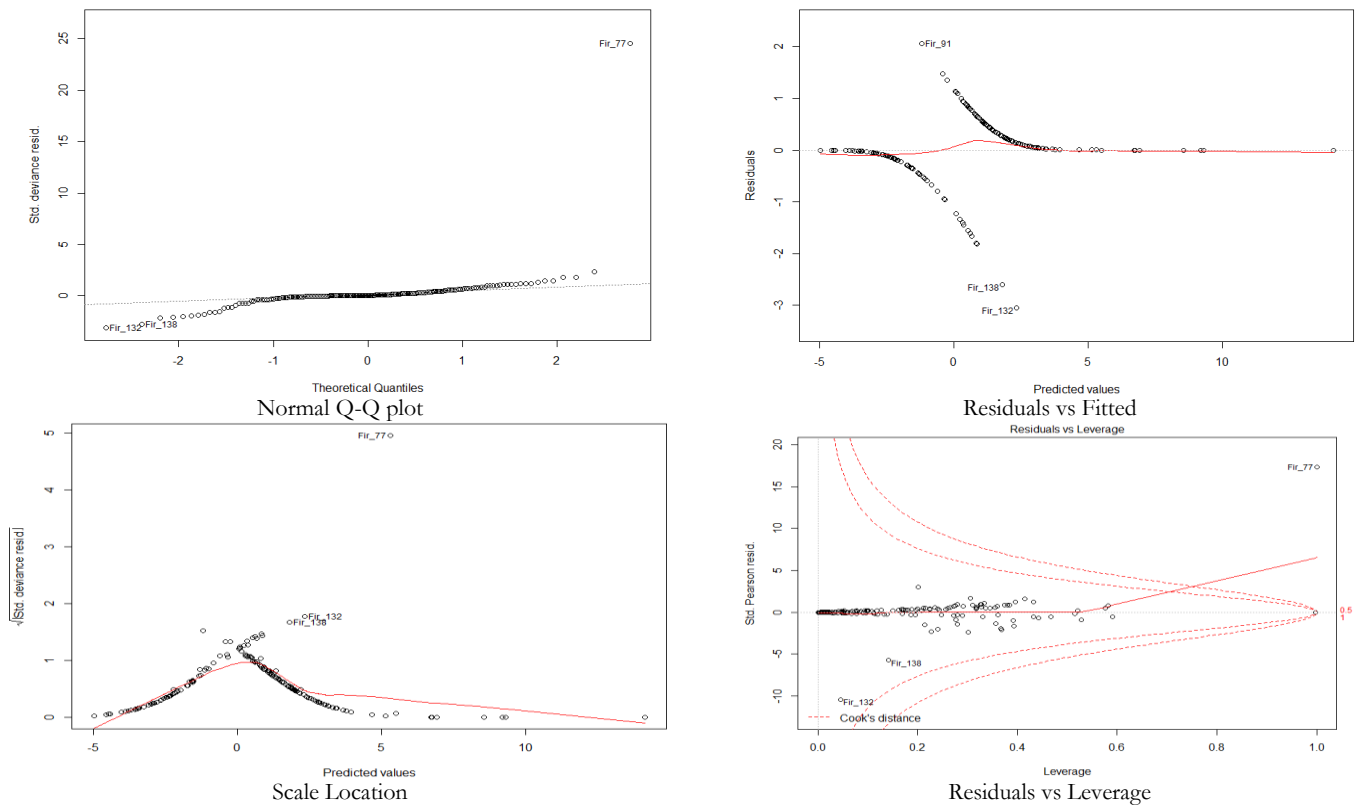 25
20
15
10
5
0
Std. deviance resid.
Fir_77
Fir_132
Fir_138
-2
-1
0
1
2
Theoretical Quantiles
Normal Q-Q plot
2
1
0
-1
-2
-3
Residuals
Fir_91
Fir_138
Fir_132
-5
0
5
10
Predicted values
Residuals vs Fitted
5
4
3
2
1
0
√|Std. deviance resid.|
Fir_77
Fir_132
Fir_138
-5
0
5
10
Predicted values
Scale Location
Residuals vs Leverage
20
15
10
5
0
-5
-10
Std. Pearson resid.
Fir_77
0.5
1
Fir_138
Fir_132
Cook's distance
0.0
0.2
0.4
0.6
0.8
1.0
Leverage
Residuals vs Leverage